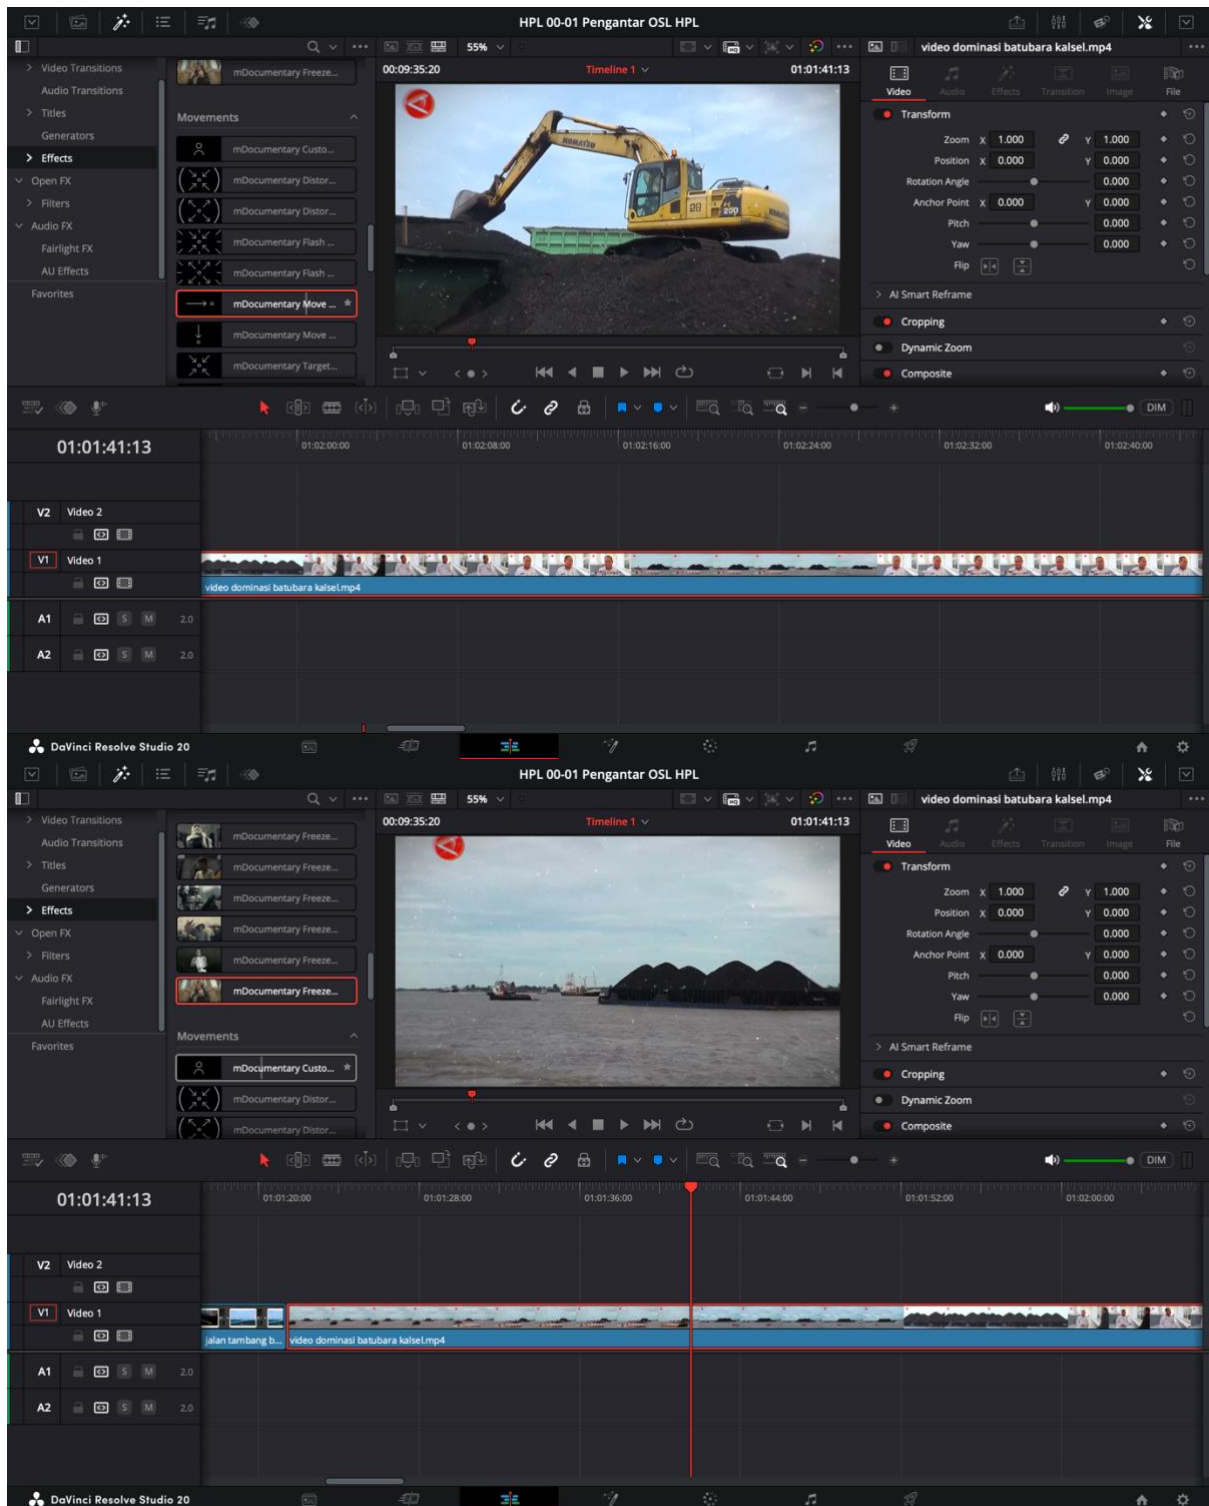 HPL 00-01 Pengantar OSL HPL
55%
video dominasi batubara kalsel.mp4
Video Transitions
Audio Transitions
Titles
Generators
Effects
Open FX
Filters
Audio FX
Fairlight FX
AU Effects
Favorites
mDocumentary Freeze...
Movements
mDocumentary Custo...
mDocumentary Distor...
mDocumentary Distor...
mDocumentary Flash ...
mDocumentary Flash ...
mDocumentary Move ...
mDocumentary Move ...
mDocumentary Target...
00:09:35:20
Timeline 1
01:01:41:13
KOMATSU
Video
Audio
Effects
Transition
Image
File
Transform
Zoom X 1.000 Y 1.000
Position X 0.000 Y 0.000
Rotation Angle 0.000
Anchor Point X 0.000 Y 0.000
Pitch 0.000
Yaw 0.000
Flip
AI Smart Reframe
Cropping
Dynamic Zoom
Composite
DIM
01:01:41:13
01:02:00:00
01:02:08:00
01:02:16:00
01:02:24:00
01:02:32:00
01:02:40:00
V2 Video 2
V1 Video 1
video dominasi batubara kalsel.mp4
A1 S M 2.0
A2 S M 2.0
DaVinci Resolve Studio 20
HPL 00-01 Pengantar OSL HPL
55%
video dominasi batubara kalsel.mp4
Video Transitions
Audio Transitions
Titles
Generators
Effects
Open FX
Filters
Audio FX
Fairlight FX
AU Effects
Favorites
mDocumentary Freeze...
mDocumentary Freeze...
mDocumentary Freeze...
mDocumentary Freeze...
mDocumentary Freeze...
mDocumentary Freeze...
Movements
mDocumentary Custo...
mDocumentary Distor...
mDocumentary Distor...
00:09:35:20
Timeline 1
01:01:41:13
Video
Audio
Effects
Transition
Image
File
Transform
Zoom X 1.000 Y 1.000
Position X 0.000 Y 0.000
Rotation Angle 0.000
Anchor Point X 0.000 Y 0.000
Pitch 0.000
Yaw 0.000
Flip
AI Smart Reframe
Cropping
Dynamic Zoom
Composite
DIM
01:01:41:13
01:01:20:00
01:01:28:00
01:01:36:00
01:01:44:00
01:01:52:00
01:02:00:00
V2 Video 2
V1 Video 1
jalan tambang b...
video dominasi batubara kalsel.mp4
A1 S M 2.0
A2 S M 2.0
DaVinci Resolve Studio 20